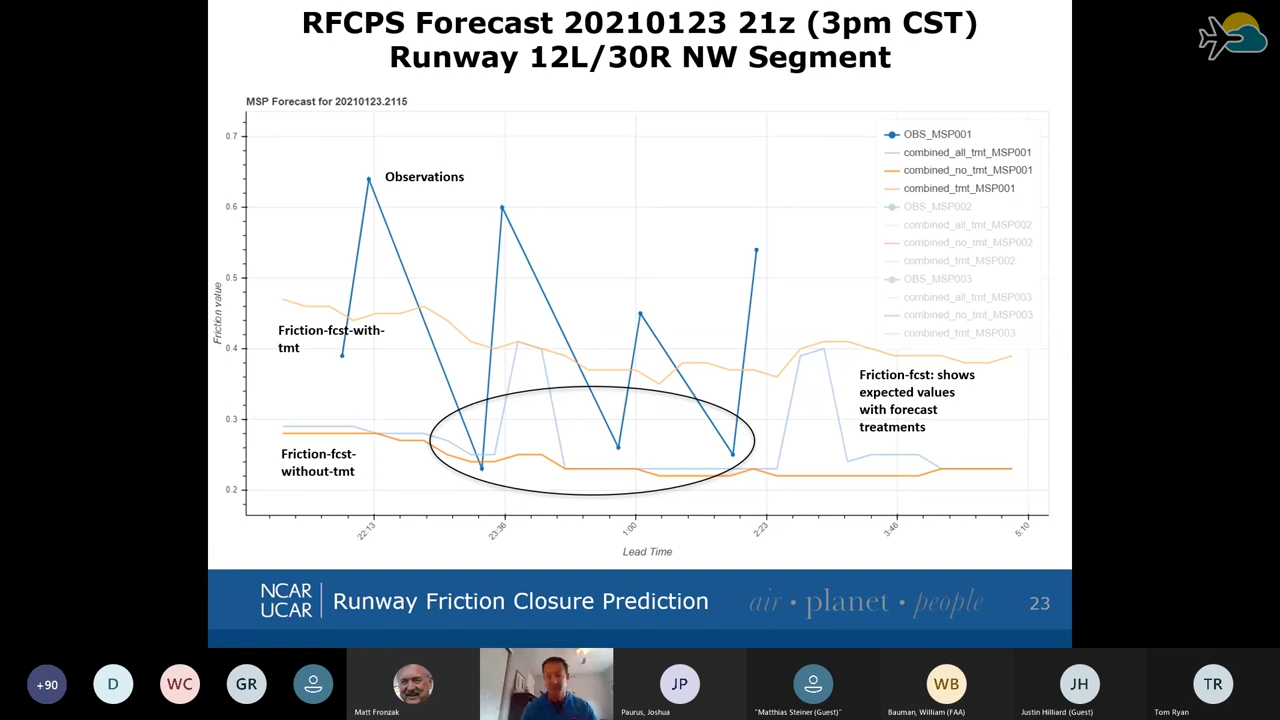 RFCPS Forecast 20210123 21z (3pm CST)
Runway 12L/30R NW Segment
MSP Forecast for 20210123.2115
OBS_MSP001
combined_all_tmt_MSP001
combined_no_tmt_MSP001
combined_tmt_MSP001
OBS_MSP002
combined_all_tmt_MSP002
combined_no_tmt_MSP002
combined_tmt_MSP002
OBS_MSP003
combined_all_tmt_MSP003
combined_no_tmt_MSP003
combined_tmt_MSP003
Observations
Friction-fcst-with-
tmt
Friction-fcst-
without-tmt
Friction-fcst: shows
expected values
with forecast
treatments
Friction value
0.7
0.6
0.5
0.4
0.3
0.2
22:13
23:36
1:00
2:23
3:46
5:10
Lead Time
NCAR
UCAR
Runway Friction Closure Prediction
air • planet • people
23
+90
D
WC
GR
Matt Fronzak
JP
Paurus, Joshua
"Matthias Steiner (Guest)"
WB
Bauman, William (FAA)
JH
Justin Hilliard (Guest)
TR
Tom Ryan